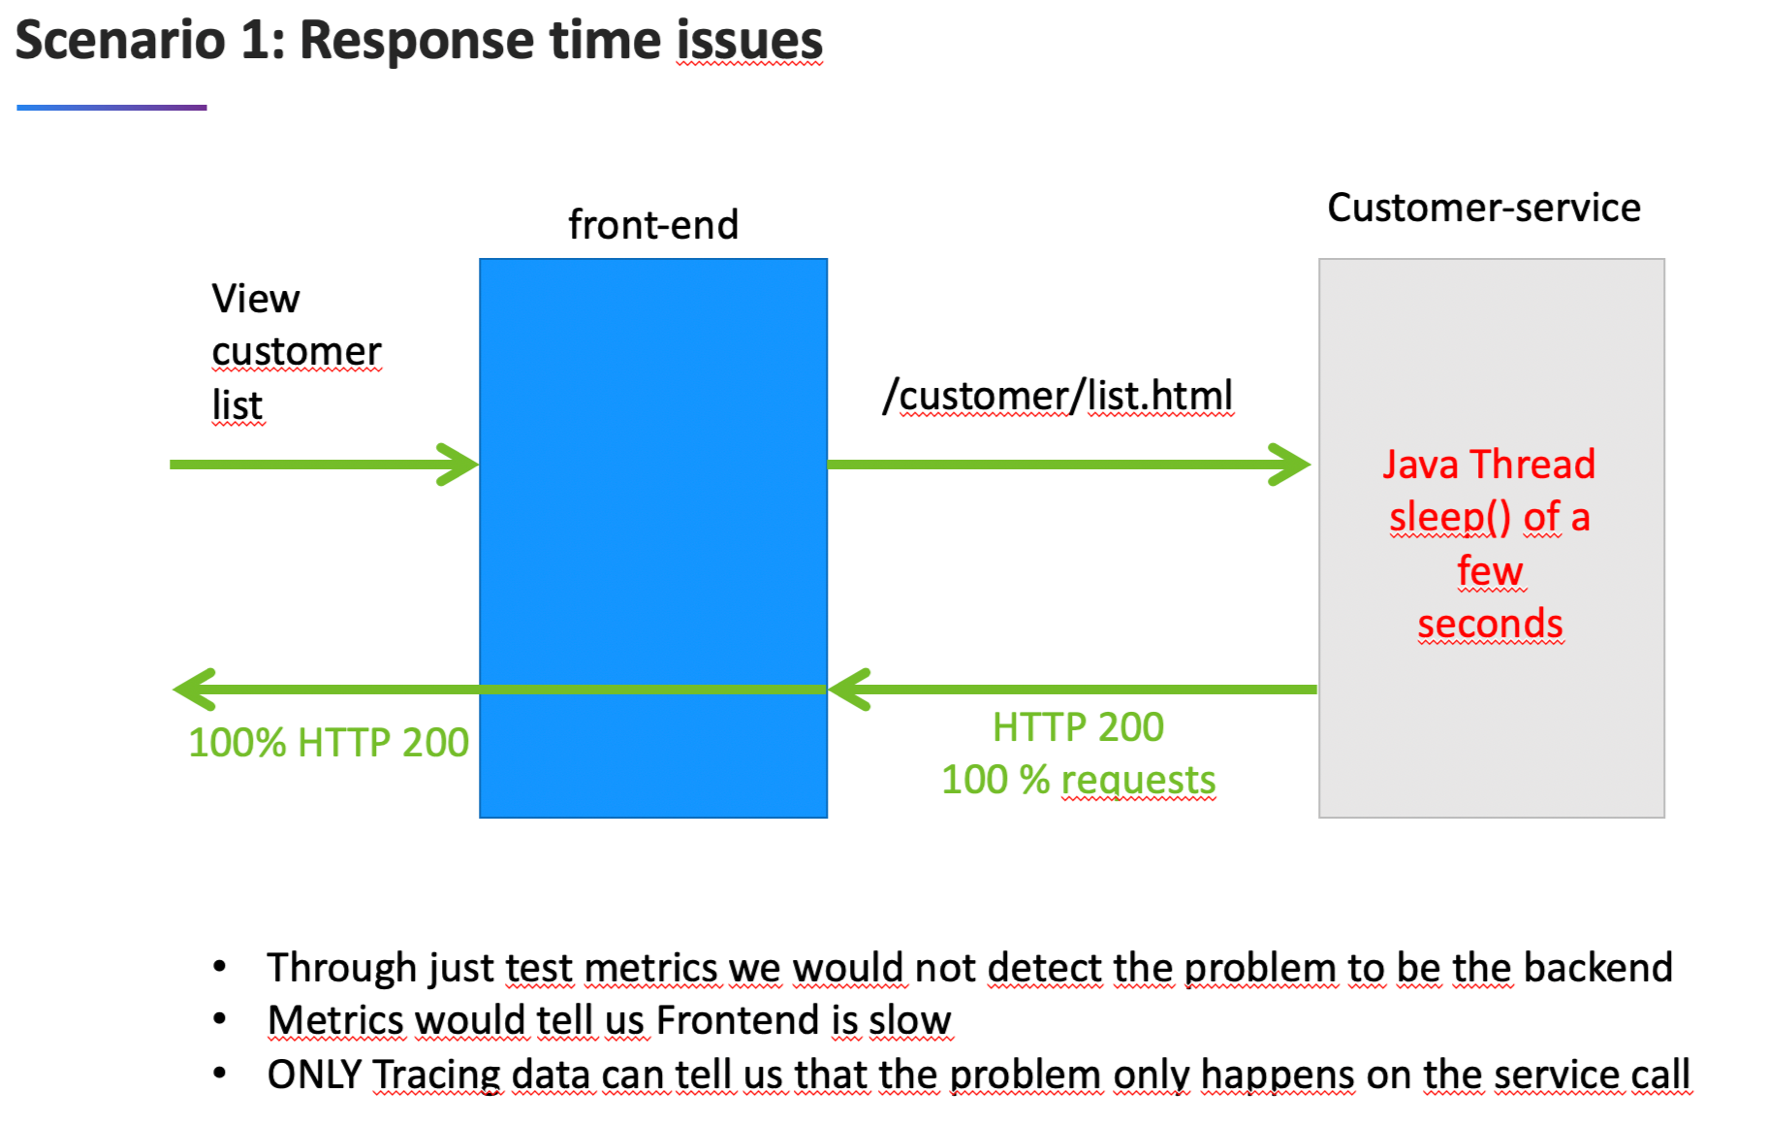 Scenario 1: Response time issues
front-end
Customer-service
View
customer
list
/customer/list.html
Java Thread
sleep() of a
few
seconds
100% HTTP 200
HTTP 200
100 % requests
• Through just test metrics we would not detect the problem to be the backend
• Metrics would tell us Frontend is slow
• ONLY Tracing data can tell us that the problem only happens on the service call